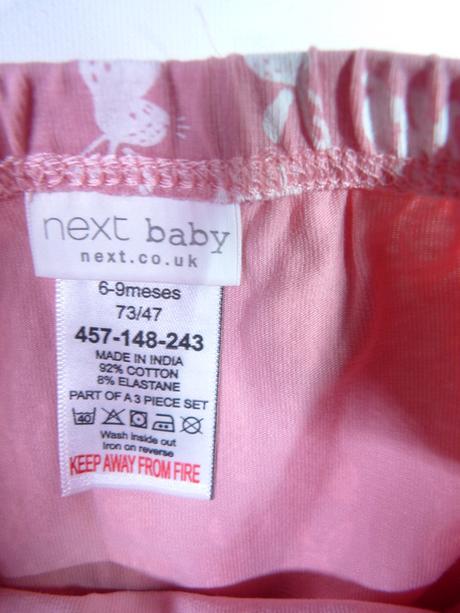 next baby
next.co.uk
6-9meses
73/47
457-148-243
MADE IN INDIA
92% COTTON
8% ELASTANE
PART OF A 3 PIECE SET
40
Wash inside out
Iron on reverse
KEEP AWAY FROM FIRE